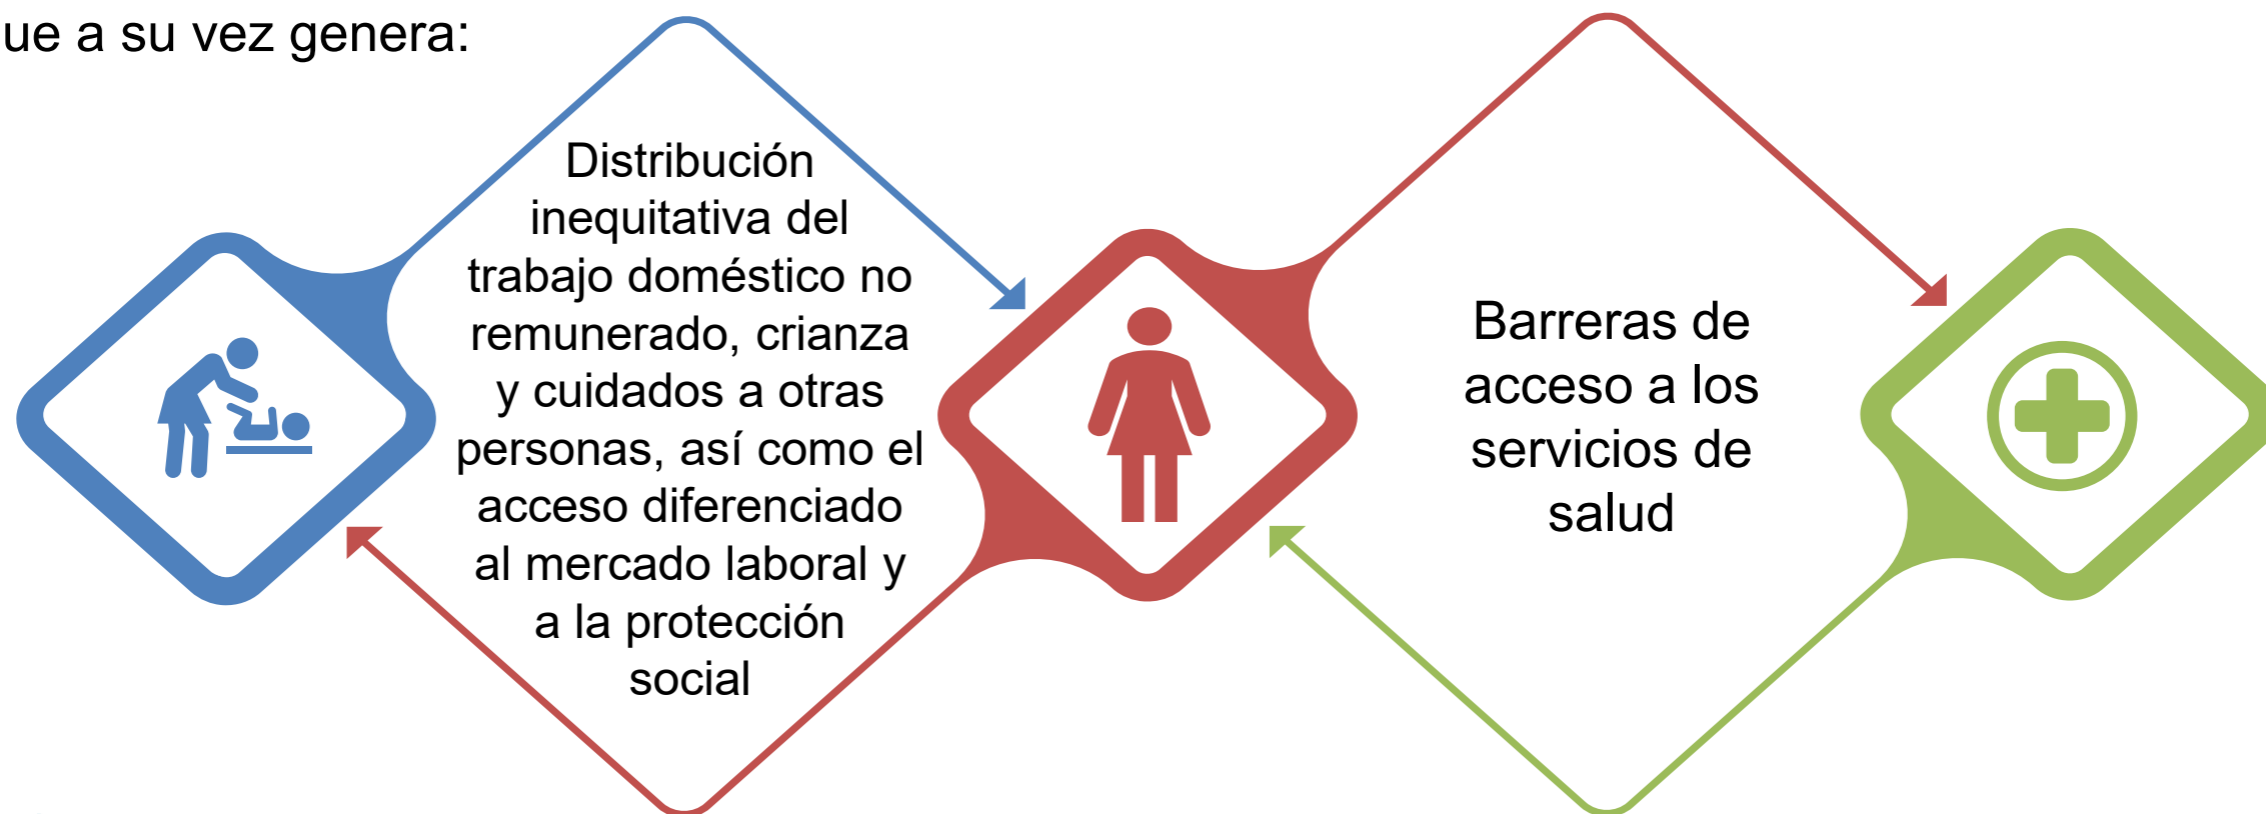 ue a su vez genera:
Distribución
inequitativa del
trabajo doméstico no
remunerado, crianza
y cuidados a otras
personas, así como el
acceso diferenciado
al mercado laboral y
a la protección
social
Barreras de
acceso a los
servicios de
salud